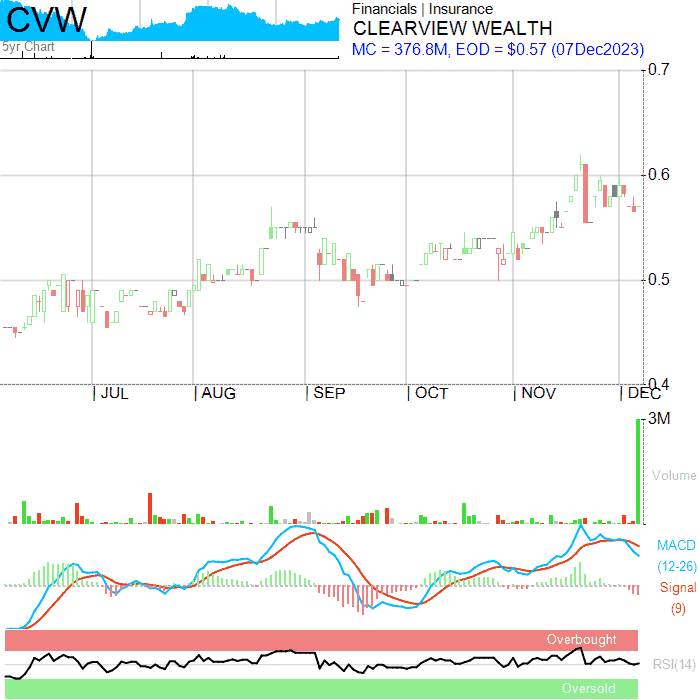 CVW
5yr Chart
Financials | Insurance
CLEARVIEW WEALTH
MC = 376.8M, EOD = $0.57 (07Dec2023)
0.7
0.6
0.5
0.4
JUL AUG SEP OCT NOV DEC
3M
Volume
MACD
(12-26)
Signal
(9)
Overbought
RSI(14)
Oversold